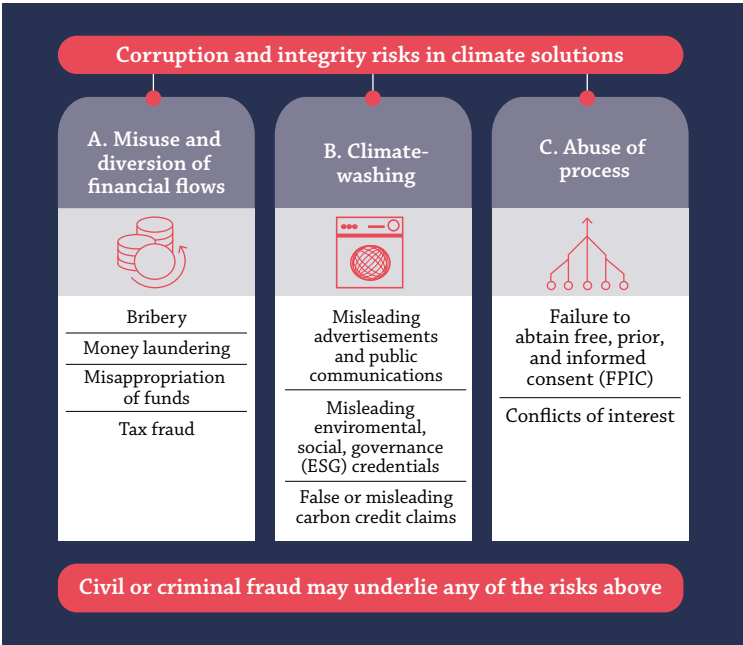 Corruption and integrity risks in climate solutions
A. Misuse and
diversion of
financial flows
Bribery
Money laundering
Misappropriation
of funds
Tax fraud
B. Climate-
washing
Misleading
advertisements
and public
communications
Misleading
enviromental,
social, governance
(ESG) credentials
False or misleading
carbon credit claims
C. Abuse of
process
Failure to
abtain free, prior,
and informed
consent (FPIC)
Conflicts of interest
Civil or criminal fraud may underlie any of the risks above